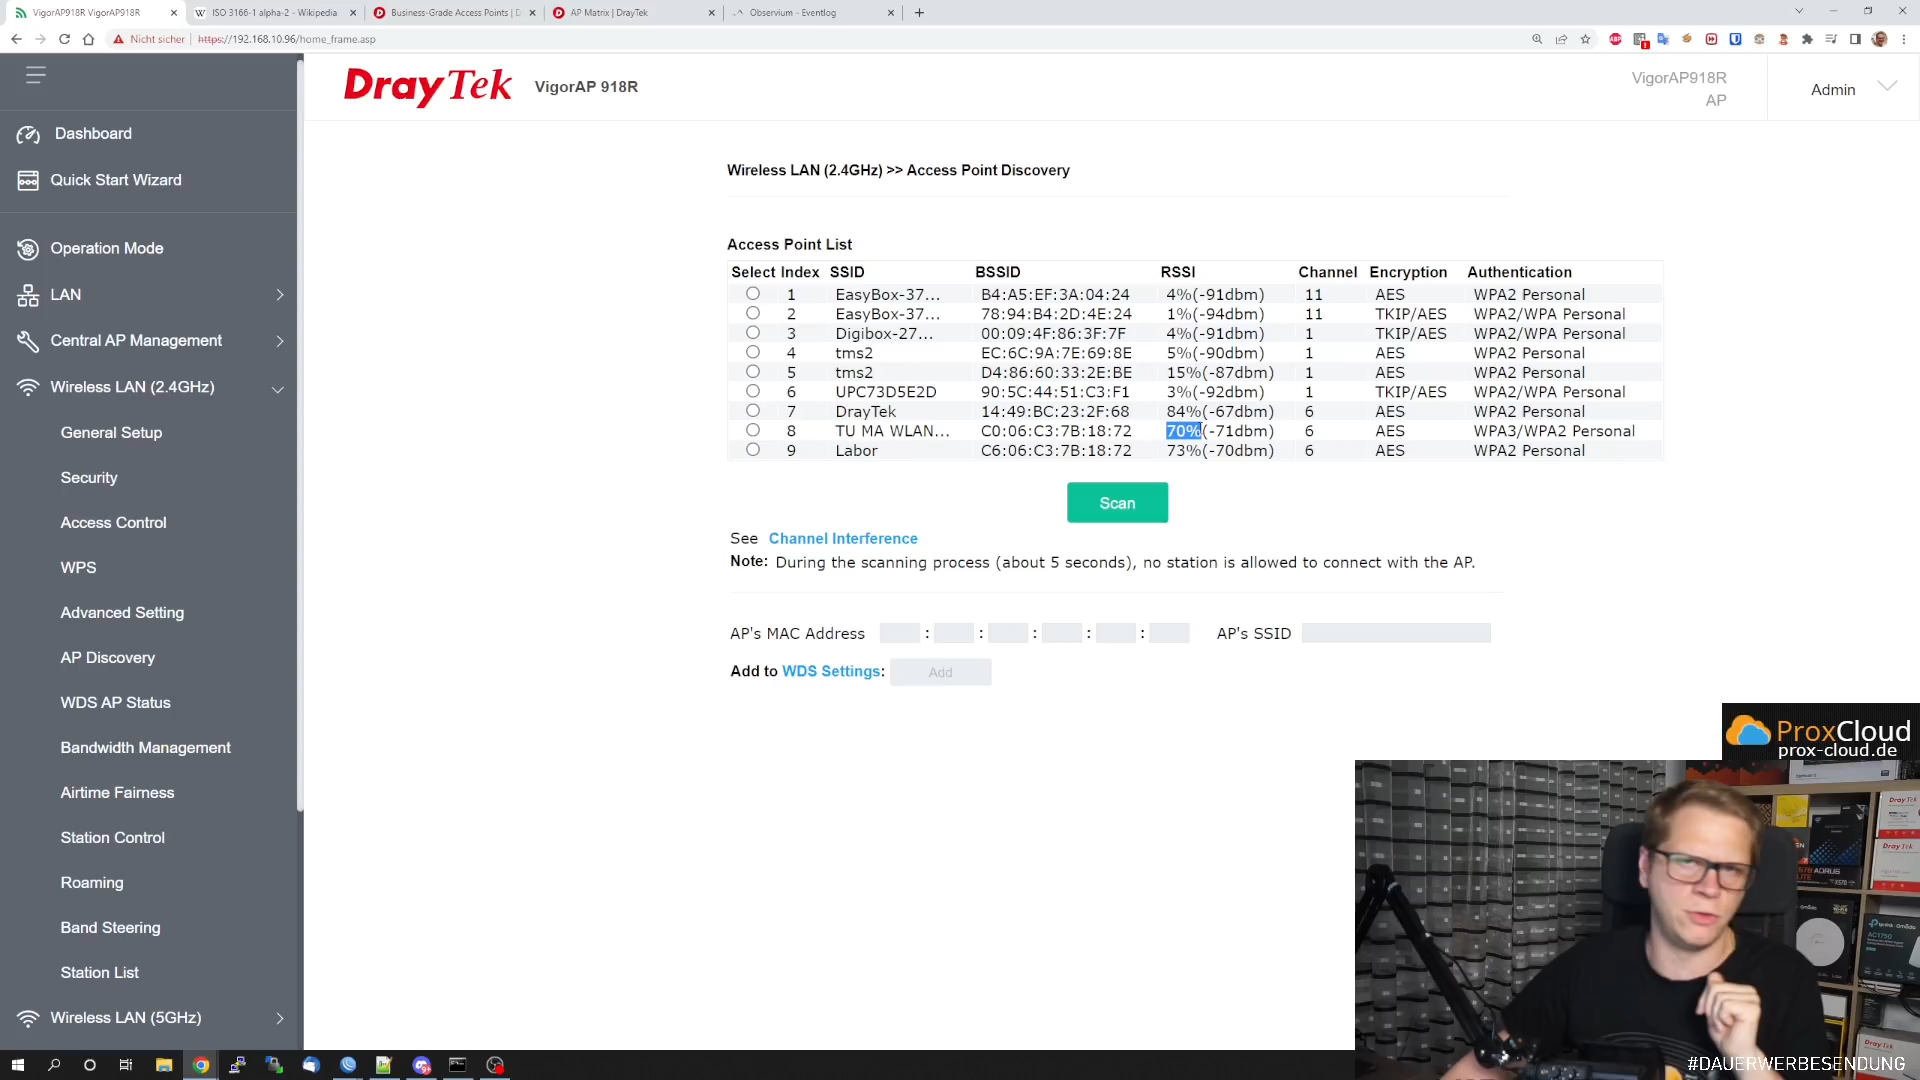 VigorAP918R VigorAP918R
ISO 3166-1 alpha-2 - Wikipedia
Business-Grade Access Points | D
AP Matrix | DrayTek
Observium - Eventlog
Nicht sicher
https://192.168.10.96/home_frame.asp
DrayTek
VigorAP 918R
VigorAP918R
AP
Admin
Dashboard
Quick Start Wizard
Operation Mode
LAN
Central AP Management
Wireless LAN (2.4GHz)
General Setup
Security
Access Control
WPS
Advanced Setting
AP Discovery
WDS AP Status
Bandwidth Management
Airtime Fairness
Station Control
Roaming
Band Steering
Station List
Wireless LAN (5GHz)
Wireless LAN (2.4GHz) >> Access Point Discovery
Access Point List
Select Index SSID BSSID RSSI Channel Encryption Authentication
1 EasyBox-37... B4:A5:EF:3A:04:24 4%(-91dbm) 11 AES WPA2 Personal
2 EasyBox-37... 78:94:B4:2D:4E:24 1%(-94dbm) 11 TKIP/AES WPA2/WPA Personal
3 Digibox-27... 00:09:4F:86:3F:7F 4%(-91dbm) 1 TKIP/AES WPA2/WPA Personal
4 tms2 EC:6C:9A:7E:69:8E 5%(-90dbm) 1 AES WPA2 Personal
5 tms2 D4:86:60:33:2E:BE 15%(-87dbm) 1 AES WPA2 Personal
6 UPC73D5E2D 90:5C:44:51:C3:F1 3%(-92dbm) 1 TKIP/AES WPA2/WPA Personal
7 DrayTek 14:49:BC:23:2F:68 84%(-67dbm) 6 AES WPA2 Personal
8 TU MA WLAN... C0:06:C3:7B:18:72 70%(-71dbm) 6 AES WPA3/WPA2 Personal
9 Labor C6:06:C3:7B:18:72 73%(-70dbm) 6 AES WPA2 Personal
Scan
See Channel Interference
Note: During the scanning process (about 5 seconds), no station is allowed to connect with the AP.
AP's MAC Address : : : : : AP's SSID
Add to WDS Settings: Add
ProxCloud
prox-cloud.de
DrayTek
DrayTek
AORUS
X570
tp-link omada
AC1750
DrayTek
#DAUERWERBESENDUNG